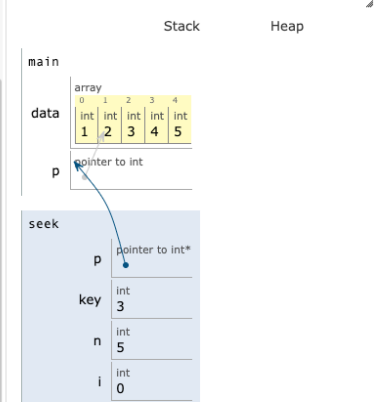 Stack Heap
main
array
0 1 2 3 4
data int int int int int
1 2 3 4 5
pointer to int
p
seek
pointer to int*
p
int
key 3
int
n 5
int
i 0